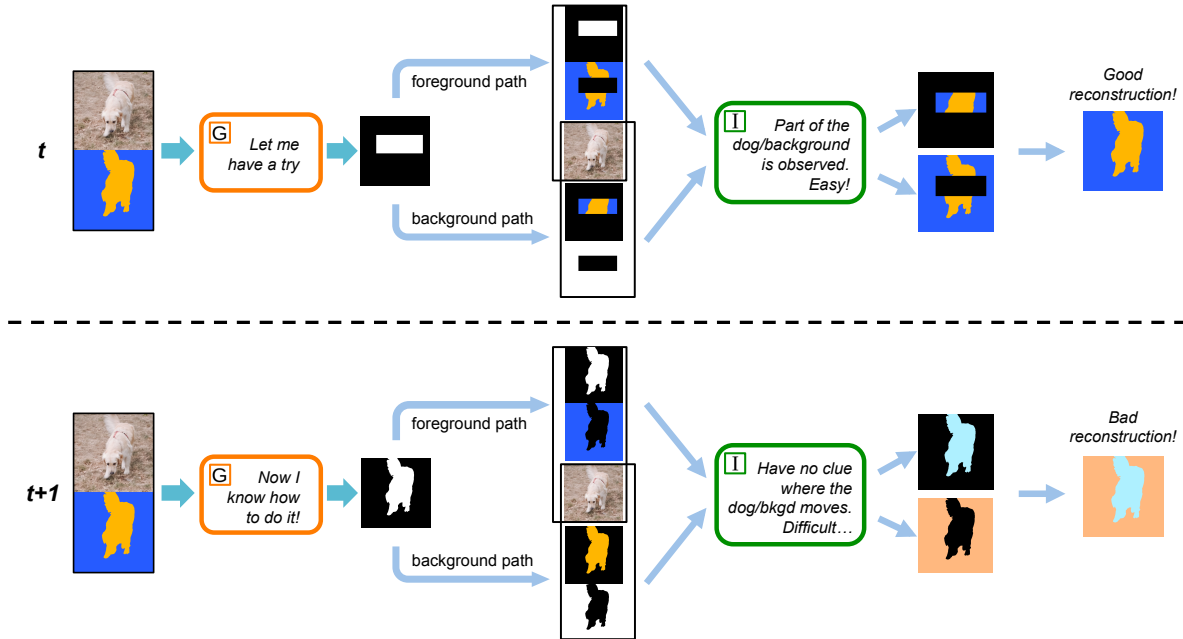 foreground path
Good
reconstruction!
t
G
Let me
have a try
I
Part of the
dog/background
is observed.
Easy!
background path
foreground path
Bad
reconstruction!
t+1
G
Now I
know how
to do it!
I
Have no clue
where the
dog/bkgd moves.
Difficult…
background path